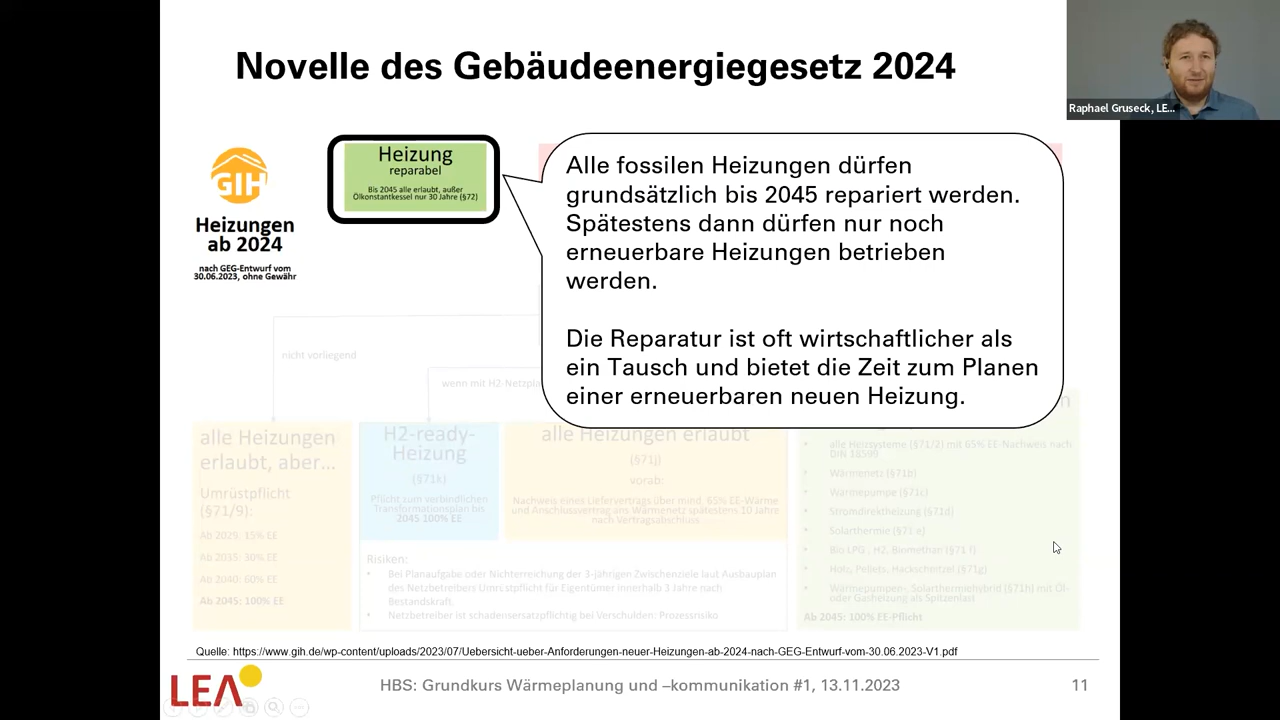 Novelle des Gebäudeenergiegesetz 2024
Raphael Gruseck, LE...
GIH
Heizungen
ab 2024
nach GEG-Entwurf vom
30.06.2023, ohne Gewähr
Heizung
reparabel
Bis 2045 alle erlaubt, außer
Ölkonstantkessel nur 30 Jahre (§72)
Alle fossilen Heizungen dürfen
grundsätzlich bis 2045 repariert werden.
Spätestens dann dürfen nur noch
erneuerbare Heizungen betrieben
werden.
Die Reparatur ist oft wirtschaftlicher als
ein Tausch und bietet die Zeit zum Planen
einer erneuerbaren neuen Heizung.
nicht vorliegend
wenn mit H2-Netzpla
alle Heizungen
erlaubt, aber...
Umrüstpflicht
(§71/9):
Ab 2029: 15% EE
Ab 2035: 30% EE
Ab 2040: 60% EE
Ab 2045: 100% EE
H2-ready-
Heizung
(§71k)
Pflicht zum verbindlichen
Transformationsplan bis
2045 100% EE
alle Heizungen erlaubt
(§71j)
vorab:
Nachweis eines Liefervertrags über mind. 65% EE-Wärme
und Anschlussvertrag ans Wärmenetz spätestens 10 Jahre
nach Vertragsabschluss
Risiken:
• Bei Planaufgabe oder Nichterreichung der 3-jährigen Zwischenziele laut Ausbauplan
des Netzbetreibers Umrüstpflicht für Eigentümer innerhalb 3 Jahre nach
Bestandskraft.
• Netzbetreiber ist schadensersatzpflichtig bei Verschulden: Prozessrisiko
• alle Heizsysteme (§71/2) mit 65% EE-Nachweis nach
DIN 18599
• Wärmenetz (§71b)
• Wärmepumpe (§71c)
• Stromdirektheizung (§71d)
• Solarthermie (§71 e)
• Bio LPG , H2, Biomethan (§71 f)
• Holz, Pellets, Hackschnitzel (§71g)
• Wärmepumpen-, Solarthermiehybrid (§71h) mit Öl-
oder Gasheizung als Spitzenlast
Ab 2045: 100% EE-Pflicht
Quelle: https://www.gih.de/wp-content/uploads/2023/07/Uebersicht-ueber-Anforderungen-neuer-Heizungen-ab-2024-nach-GEG-Entwurf-vom-30.06.2023-V1.pdf
LEA
HBS: Grundkurs Wärmeplanung und –kommunikation #1, 13.11.2023
11